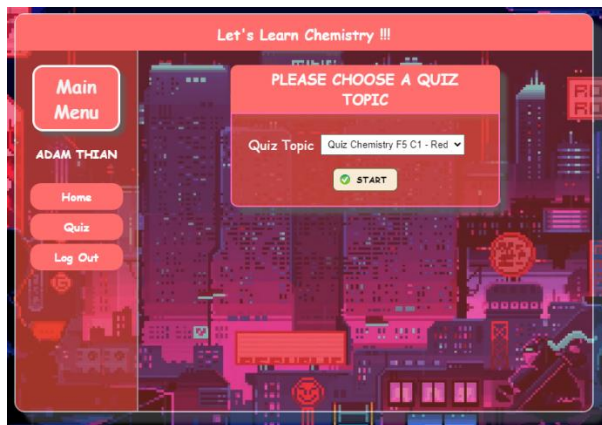 Let's Learn Chemistry !!!
Main
Menu
ADAM THIAN
Home
Quiz
Log Out
PLEASE CHOOSE A QUIZ
TOPIC
Quiz Topic Quiz Chemistry F5 C1 - Red
START